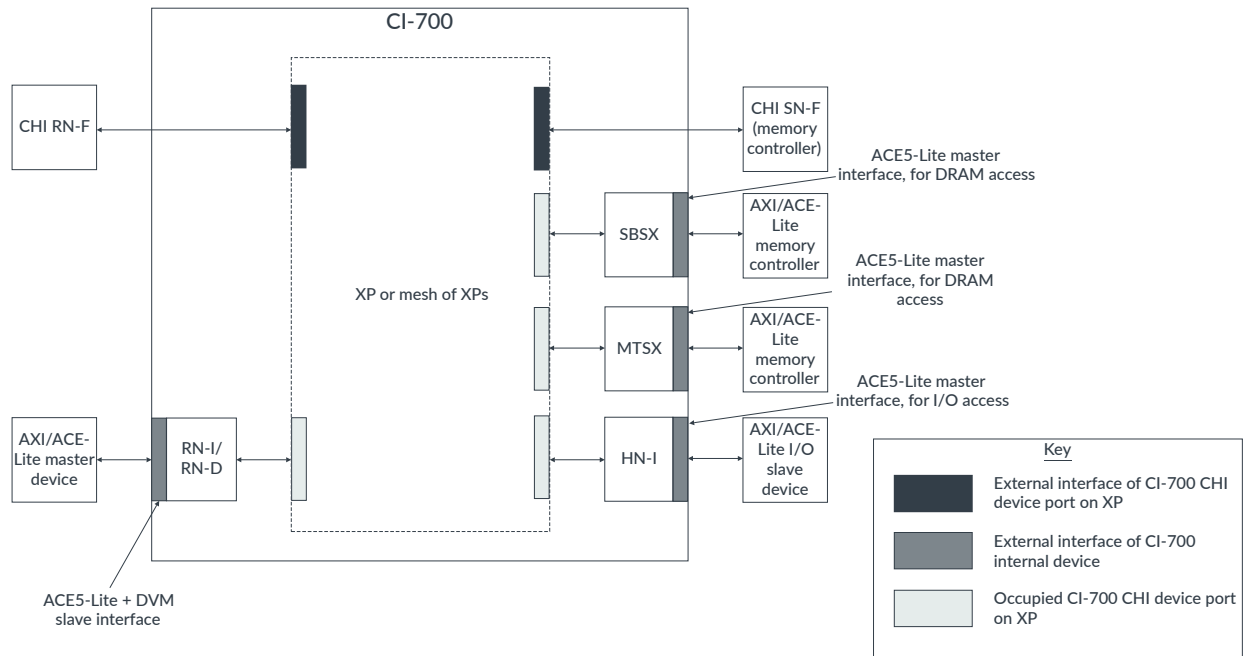 CI-700
CHI RN-F
CHI SN-F
(memory
controller)
ACE5-Lite master
interface, for DRAM access
SBSX
AXI/ACE-
Lite
memory
controller
ACE5-Lite master
interface, for DRAM
access
XP or mesh of XPs
MTSX
AXI/ACE-
Lite
memory
controller
ACE5-Lite master
interface, for I/O access
AXI/ACE-
Lite master
device
RN-I/
RN-D
HN-I
AXI/ACE-
Lite I/O
slave
device
ACE5-Lite + DVM
slave interface
Key
External interface of CI-700 CHI
device port on XP
External interface of CI-700
internal device
Occupied CI-700 CHI device port
on XP